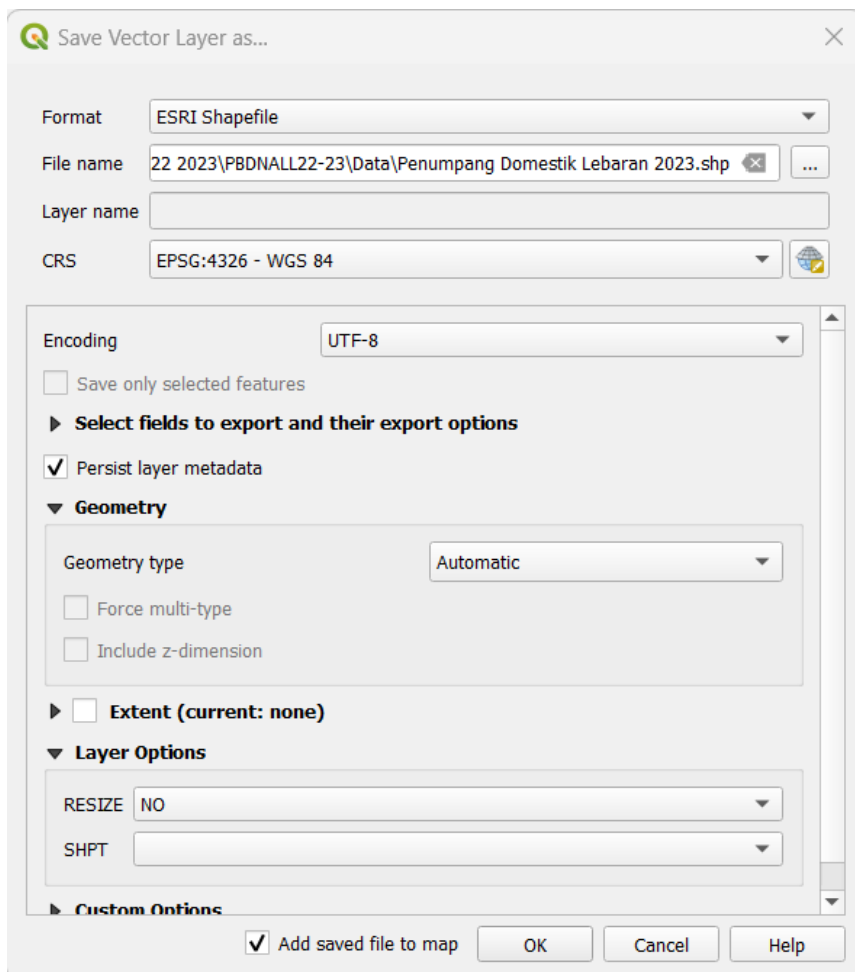 Save Vector Layer as...
Format ESRI Shapefile
File name 22 2023\PBDNALL22-23\Data\Penumpang Domestik Lebaran 2023.shp ...
Layer name
CRS EPSG:4326 - WGS 84
Encoding UTF-8
Save only selected features
Select fields to export and their export options
Persist layer metadata
Geometry
Geometry type Automatic
Force multi-type
Include z-dimension
Extent (current: none)
Layer Options
RESIZE NO
SHPT
Custom Options
Add saved file to map OK Cancel Help